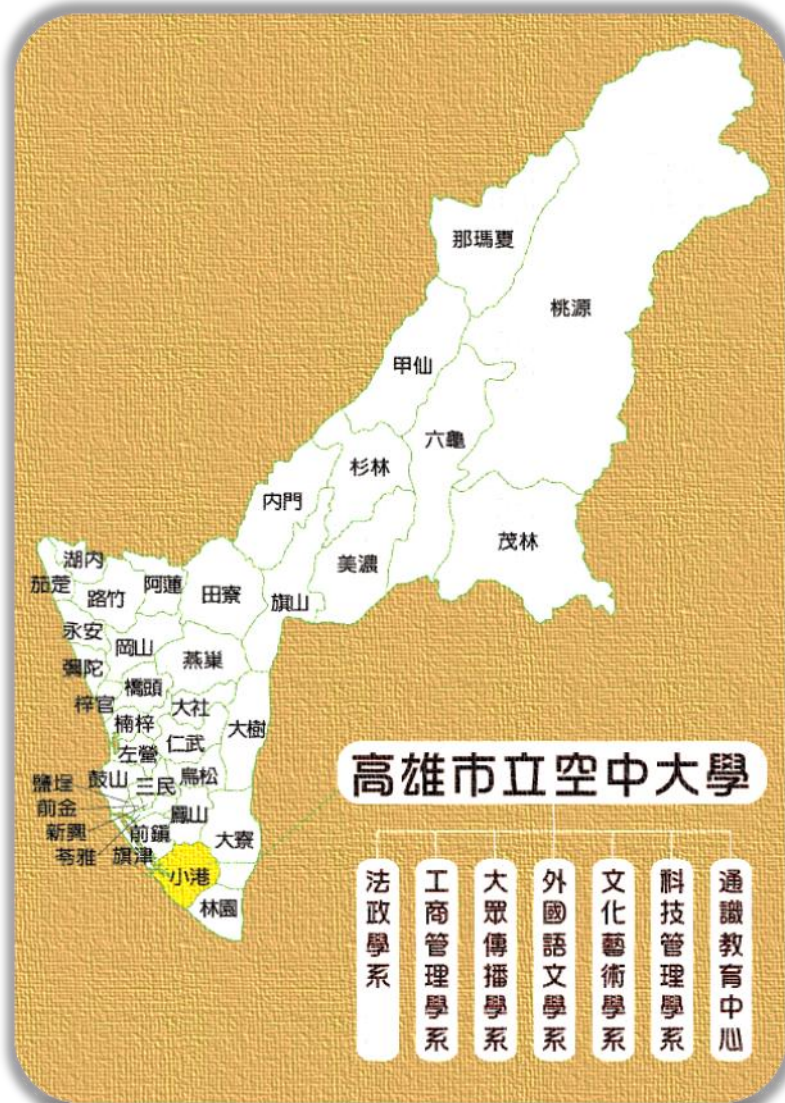 那瑪夏
桃源
甲仙
六龜
杉林
內門
茂林
美濃
湖內
茄萣
路竹
阿蓮
田寮
旗山
永安
岡山
燕巢
彌陀
橋頭
梓官
大社
大樹
楠梓
仁武
左營
鼓山
三民
鳥松
鹽埕
前金
鳳山
新興
前鎮
大寮
苓雅
旗津
小港
林園
高雄市立空中大學
法政學系
工商管理學系
大眾傳播學系
外國語文學系
文化藝術學系
科技管理學系
通識教育中心